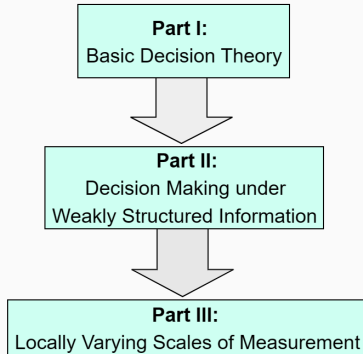 Part I:
Basic Decision Theory
Part II:
Decision Making under
Weakly Structured Information
Part III:
Locally Varying Scales of Measurement